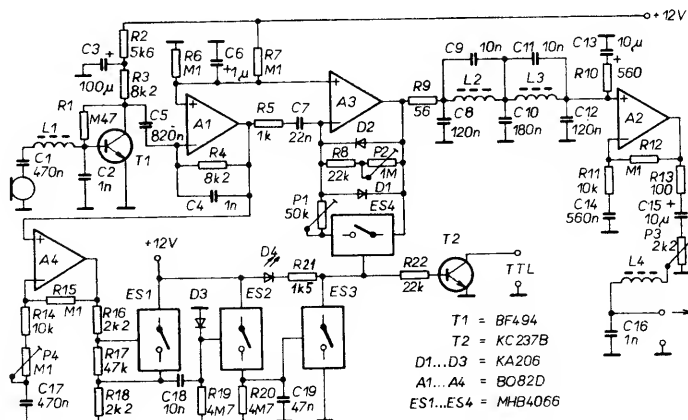 +12V
R2
5k6
C3
+
100µ
R3
8k2
R6
M1
C6
+
1µ
R7
M1
C9
10n
C11
10n
C13
10µ
+
R10
560
R1
M47
L1
C1
470n
C2
1n
T1
C5
820n
+
A1
-
R5
1k
C7
22n
R4
8k2
C4
1n
+
A3
-
D2
R8
22k
P2
1M
D1
P1
50k
ES4
R9
56
L2
C8
120n
L3
C10
180n
C12
120n
+
A2
-
R12
M1
R11
10k
C14
560n
R13
100
C15
10µ
+
P3
2k2
L4
C16
1n
+
A4
-
R15
M1
R14
10k
P4
M1
C17
470n
R16
2k2
R17
47k
R18
2k2
+12V
ES1
C18
10n
D3
R19
4M7
D4
ES2
R20
4M7
R21
1k5
ES3
C19
47n
R22
22k
T2
TTL
T1 = BF494
T2 = KC237B
D1...D3 = KA206
A1...A4 = B082D
ES1...ES4 = MHB4066